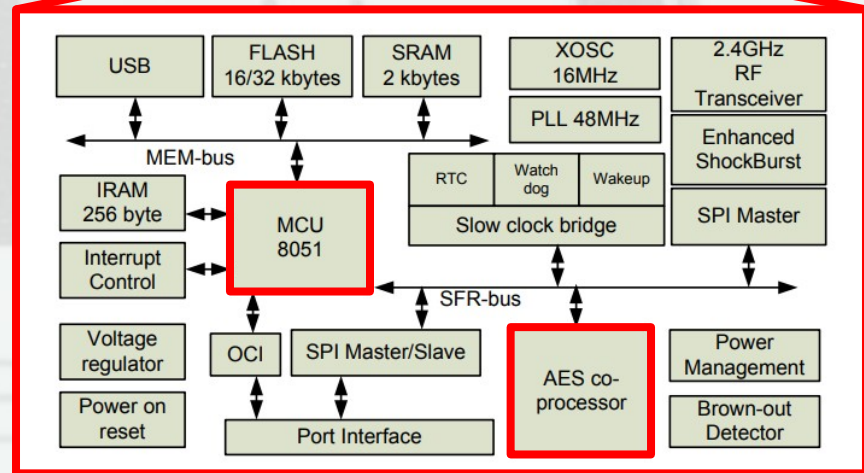 USB
FLASH
16/32 kbytes
SRAM
2 kbytes
XOSC
16MHz
2.4GHz
RF
Transceiver
PLL 48MHz
Enhanced
ShockBurst
MEM-bus
IRAM
256 byte
MCU
8051
RTC
Watch
dog
Wakeup
Slow clock bridge
SPI Master
Interrupt
Control
SFR-bus
Voltage
regulator
OCI
SPI Master/Slave
AES co-
processor
Power
Management
Power on
reset
Port Interface
Brown-out
Detector